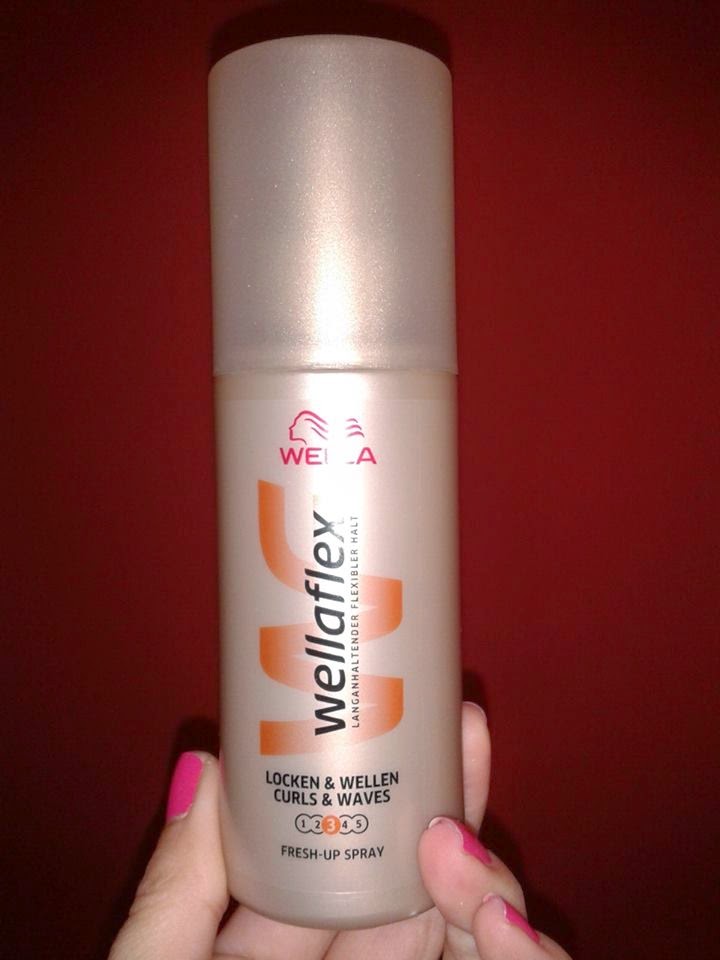 WELLA
wellaflex
LANGANHALTENDER FLEXIBLER HALT
LOCKEN & WELLEN
CURLS & WAVES
1 2 3 4 5
FRESH-UP SPRAY